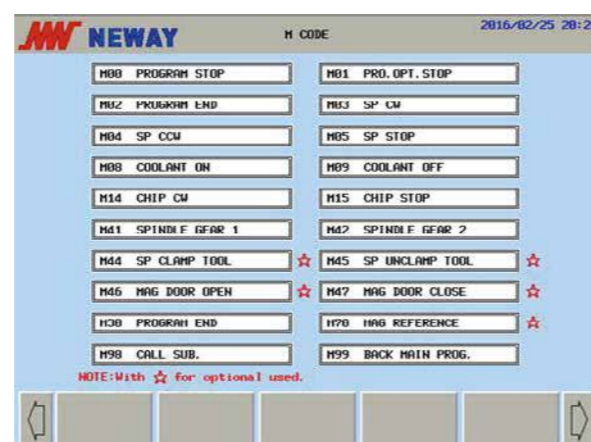 NEWAY
M CODE
2016/02/25 20:2
M00 PROGRAM STOP
M01 PRO.OPT.STOP
M02 PROGRAM END
M03 SP CW
M04 SP CCW
M05 SP STOP
M08 COOLANT ON
M09 COOLANT OFF
M14 CHIP CW
M15 CHIP STOP
M41 SPINDLE GEAR 1
M42 SPINDLE GEAR 2
M44 SP CLAMP TOOL ☆
M45 SP UNCLAMP TOOL ☆
M46 MAG DOOR OPEN ☆
M47 MAG DOOR CLOSE ☆
M30 PROGRAM END
M70 MAG REFERENCE ☆
M98 CALL SUB.
M99 BACK MAIN PROG.
NOTE:With ☆ for optional used.